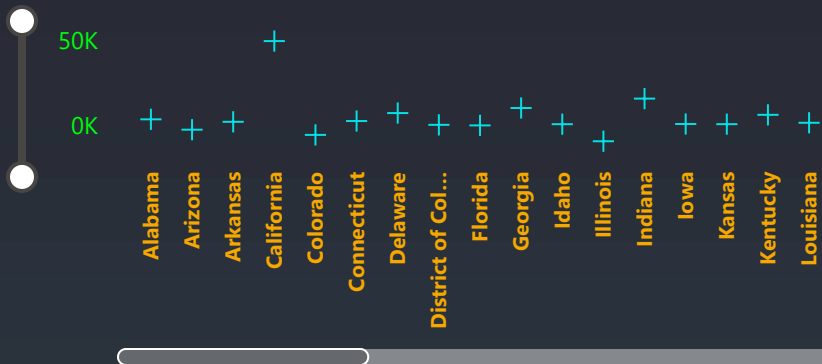 50K
0K
Alabama
Arizona
Arkansas
California
Colorado
Connecticut
Delaware
District of Col...
Florida
Georgia
Idaho
Illinois
Indiana
Iowa
Kansas
Kentucky
Louisiana